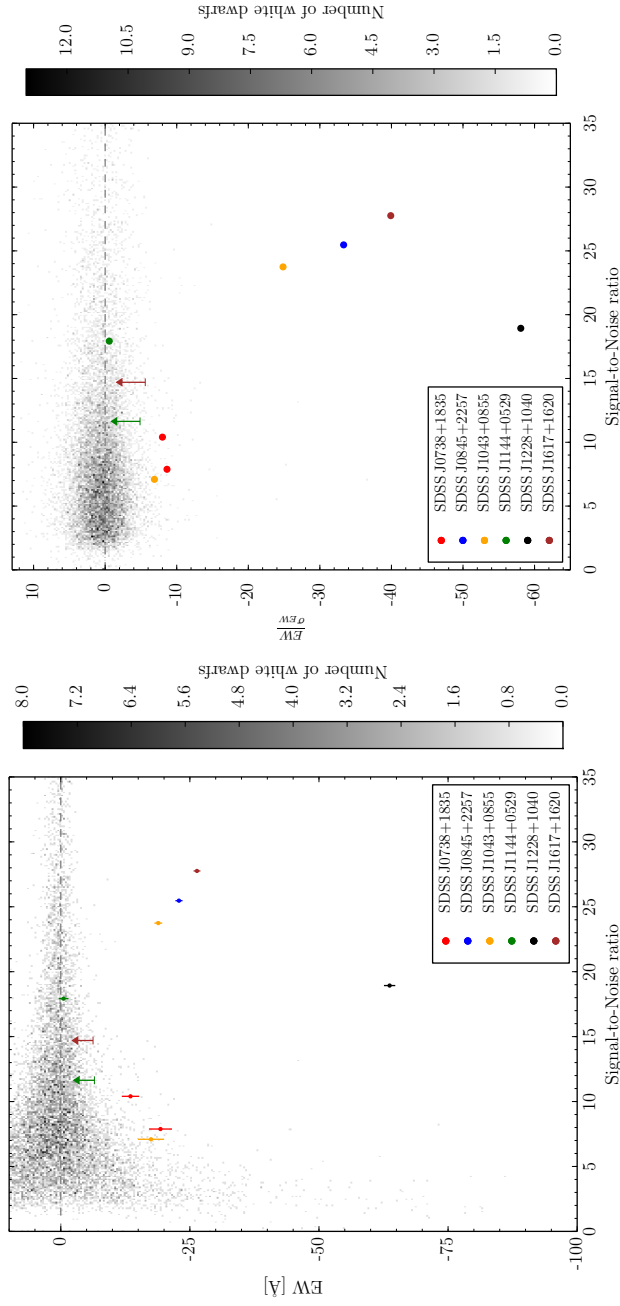 EW [Å]
0
-25
-50
-75
-100
0 5 10 15 20 25 30 35
Signal-to-Noise ratio
SDSS J0738+1835
SDSS J0845+2257
SDSS J1043+0855
SDSS J1144+0529
SDSS J1228+1040
SDSS J1617+1620
8.0
7.2
6.4
5.6
4.8
4.0
3.2
2.4
1.6
0.8
0.0
Number of white dwarfs
EW
σEW
10
0
-10
-20
-30
-40
-50
-60
0 5 10 15 20 25 30 35
Signal-to-Noise ratio
SDSS J0738+1835
SDSS J0845+2257
SDSS J1043+0855
SDSS J1144+0529
SDSS J1228+1040
SDSS J1617+1620
12.0
10.5
9.0
7.5
6.0
4.5
3.0
1.5
0.0
Number of white dwarfs